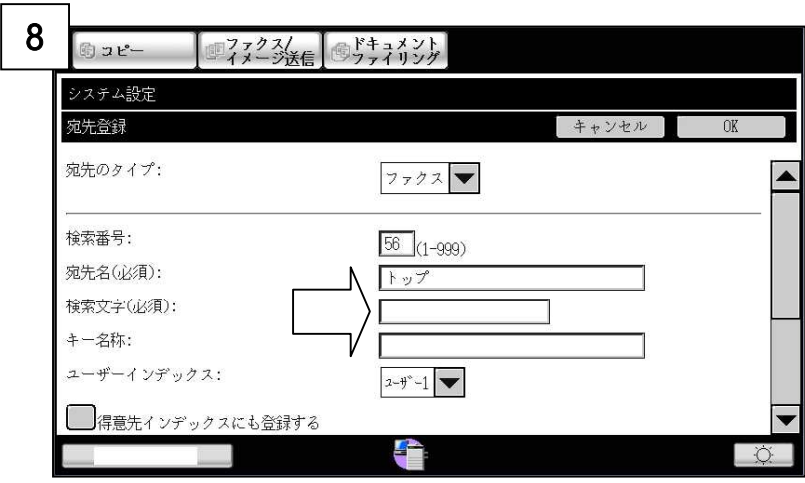 8
コピー
ファクス/
イメージ送信
ドキュメント
ファイリング
システム設定
宛先登録
キャンセル
OK
宛先のタイプ:
ファクス
検索番号:
56 (1-999)
宛先名(必須):
トップ
検索文字(必須):
キー名称:
ユーザーインデックス:
ユーザー1
得意先インデックスにも登録する